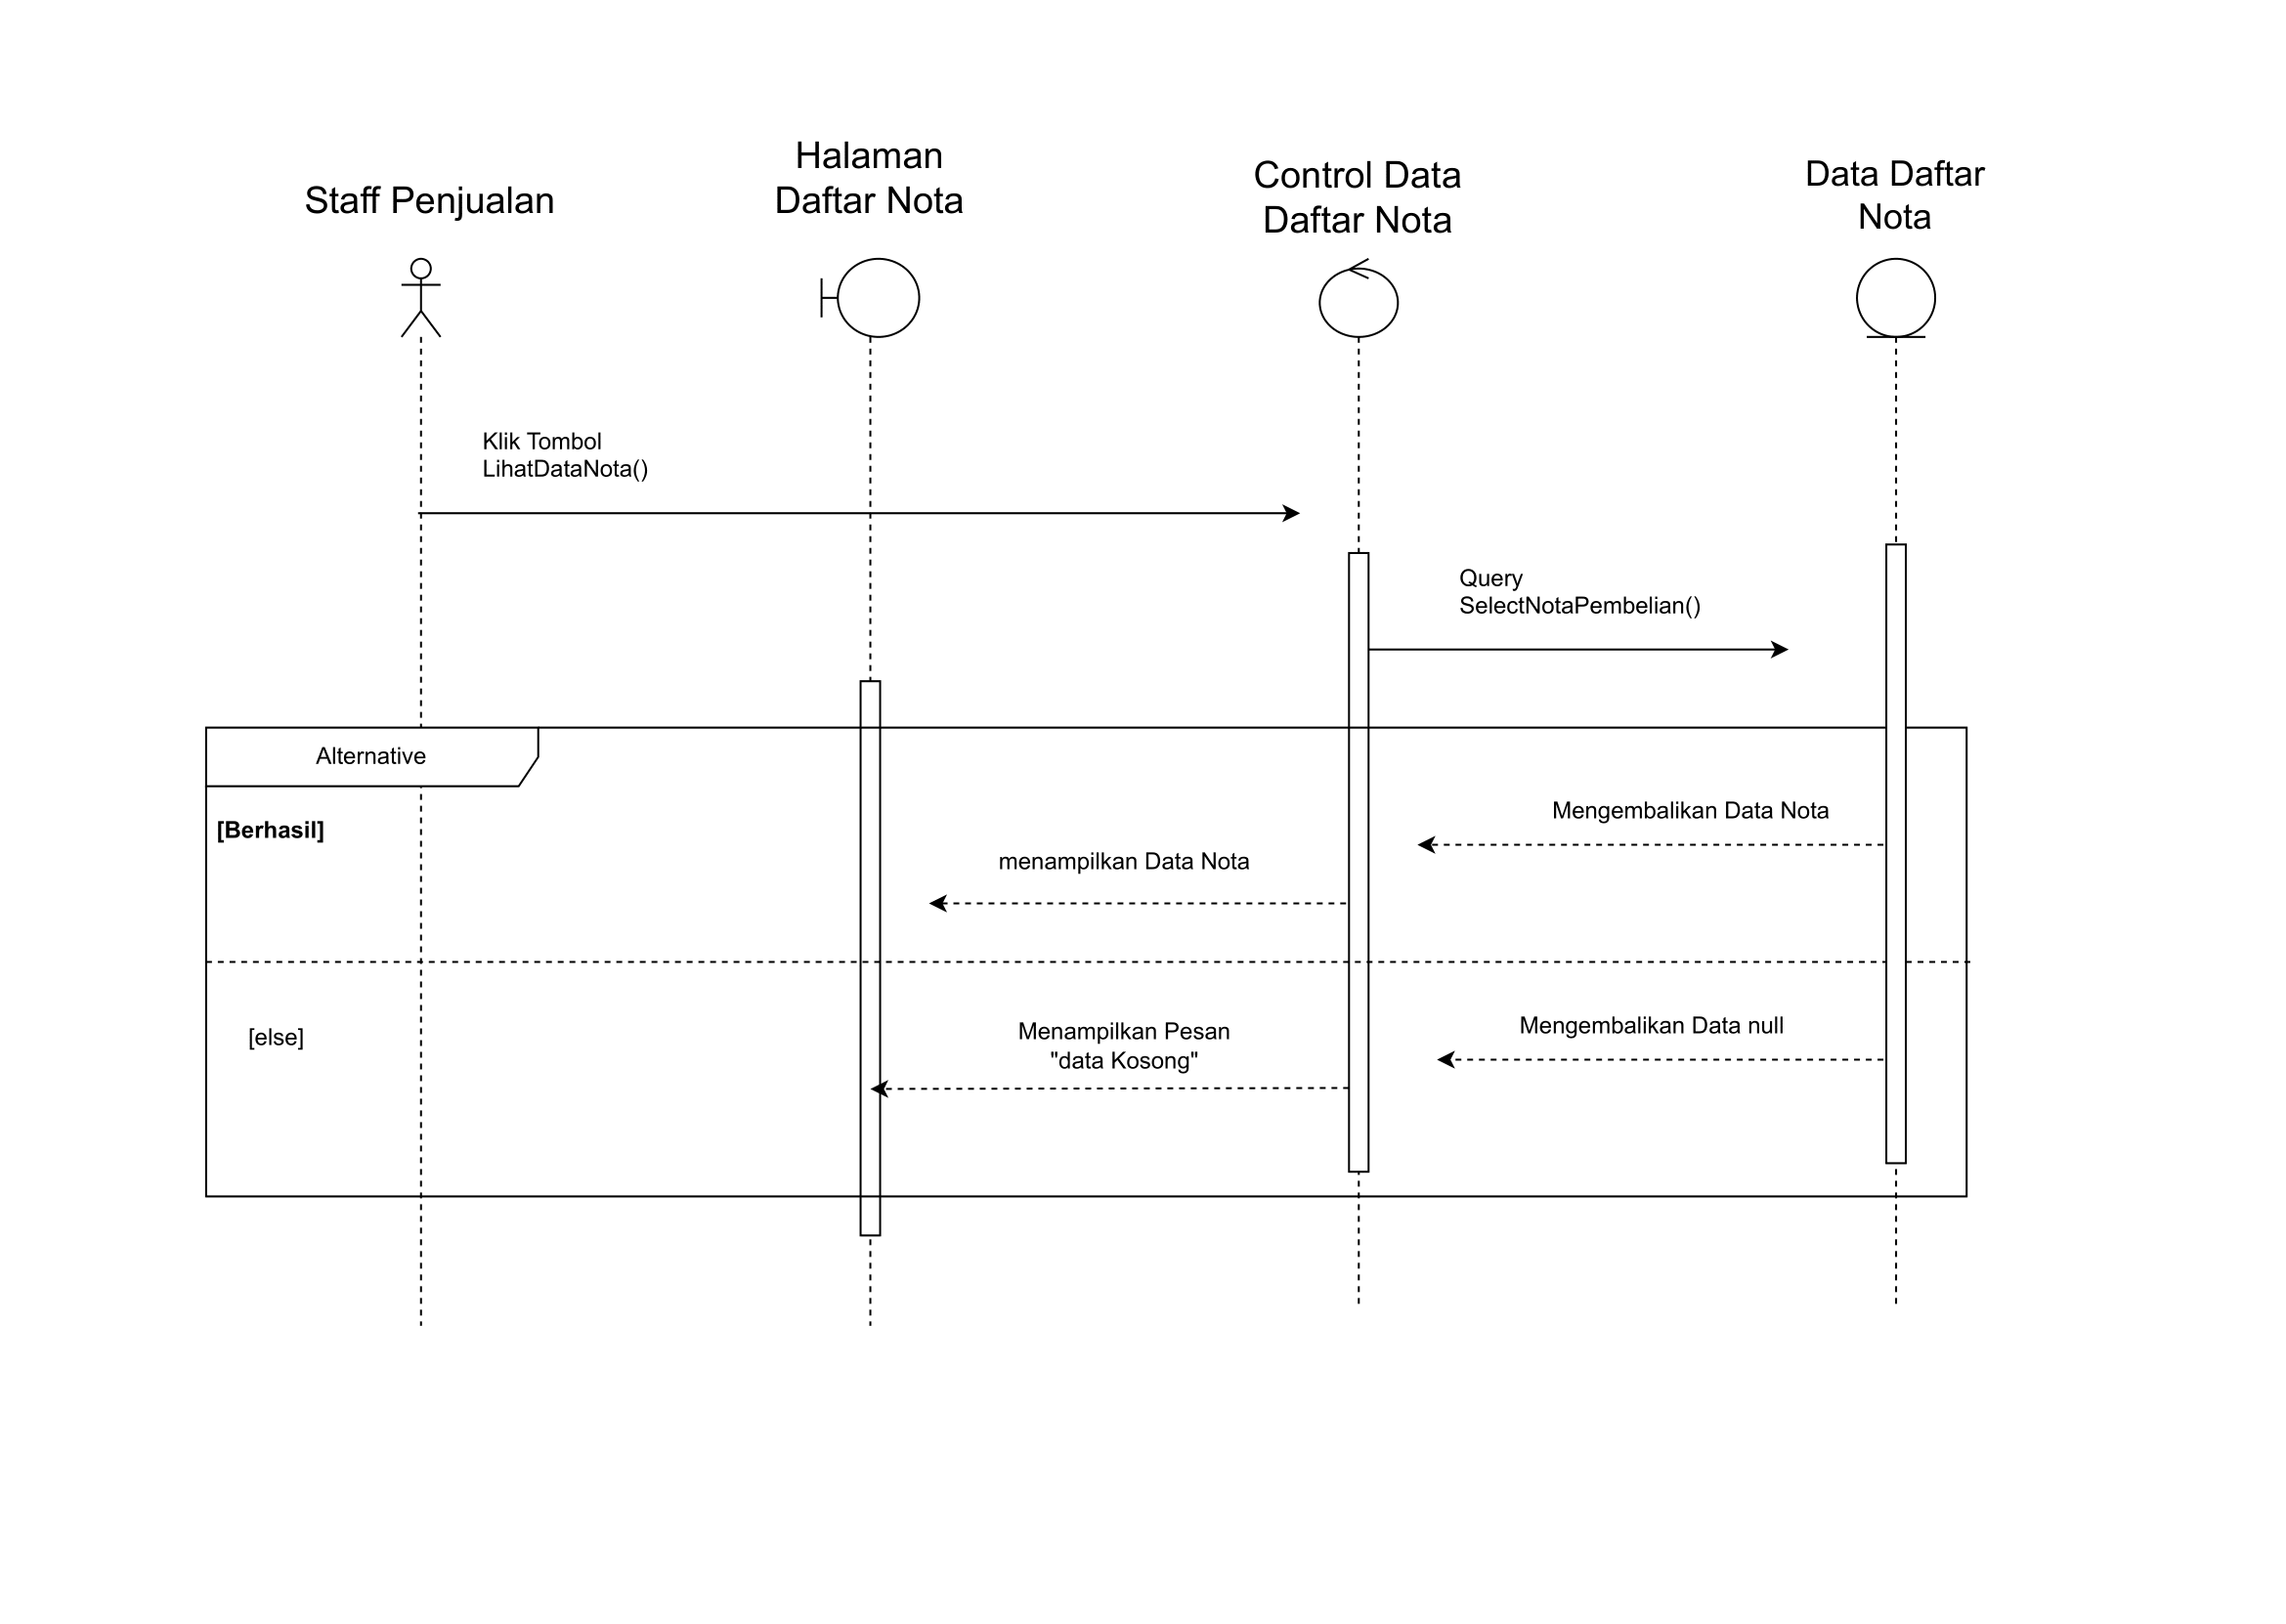 Staff Penjualan
Halaman
Daftar Nota
Control Data
Daftar Nota
Data Daftar
Nota
Klik Tombol
LihatDataNota()
Query
SelectNotaPembelian()
Alternative
[Berhasil]
Mengembalikan Data Nota
menampilkan Data Nota
[else]
Menampilkan Pesan
"data Kosong"
Mengembalikan Data null